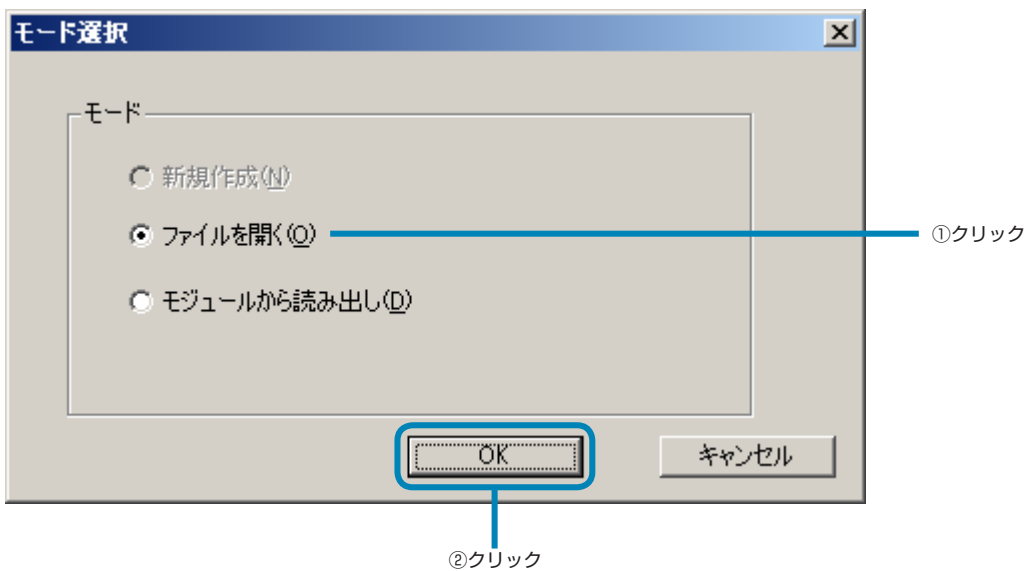 モード選択
モード
新規作成(N)
ファイルを開く(O)
①クリック
モジュールから読み出し(D)
OK
キャンセル
②クリック